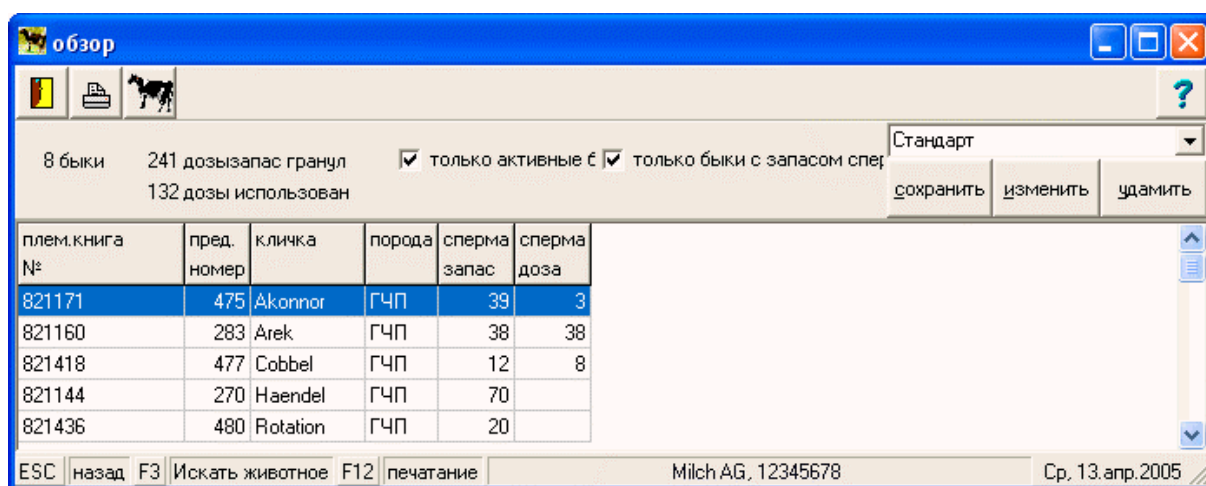 обзор
?
8 быки 241 дозызапас гранул только активные б только быки с запасом спер Стандарт
132 дозы использован сохранить изменить удамить
плем.книга пред. кличка порода сперма сперма
№ номер запас доза
821171 475 Akonnor ГЧП 39 3
821160 283 Arek ГЧП 38 38
821418 477 Cobbel ГЧП 12 8
821144 270 Haendel ГЧП 70
821436 480 Rotation ГЧП 20
ESC назад F3 Искать животное F12 печатание Milch AG, 12345678 Ср, 13.апр.2005